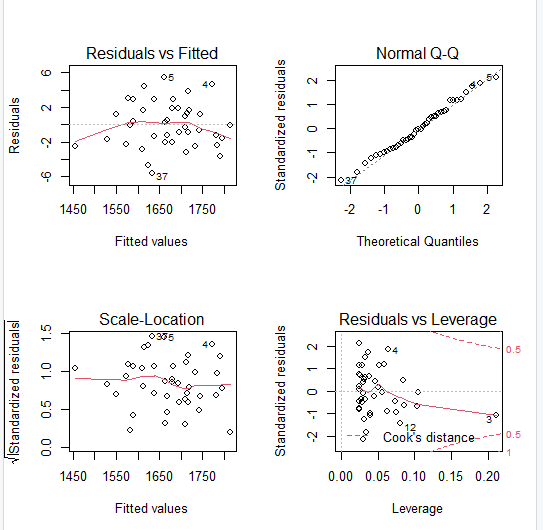 Residuals vs Fitted
Residuals
6
2
-2
-6
5
4
37
1450 1550 1650 1750
Fitted values
Normal Q-Q
Standardized residuals
2
1
0
-1
-2
4
5
37
-2 -1 0 1 2
Theoretical Quantiles
Scale-Location
√|Standardized residuals|
1.5
1.0
0.5
0.0
375
4
1450 1550 1650 1750
Fitted values
Residuals vs Leverage
Standardized residuals
2
1
0
-1
-2
4
3
12
Cook's distance
0.5
0.5
1
0.00 0.05 0.10 0.15 0.20
Leverage